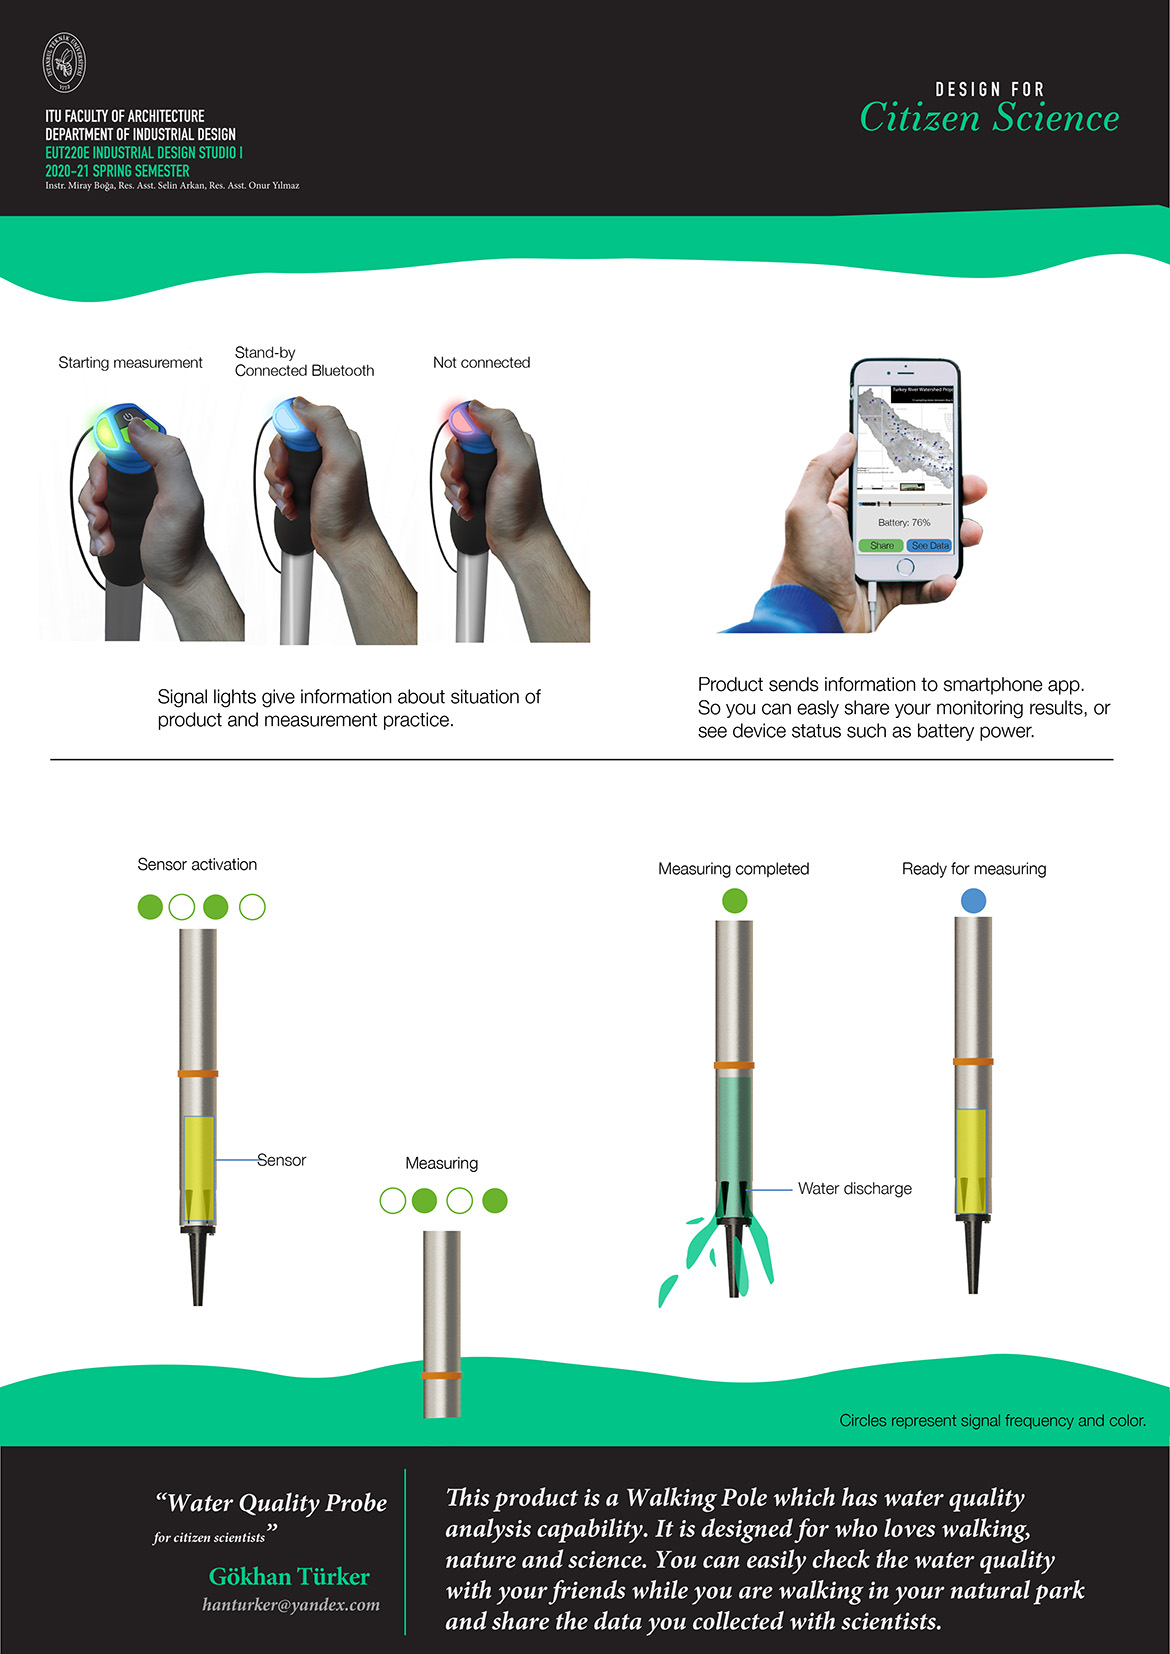 ISTANBUL TEKNİK ÜNİVERSİTESİ
1773
ITU FACULTY OF ARCHITECTURE
DEPARTMENT OF INDUSTRIAL DESIGN
EUT220E INDUSTRIAL DESIGN STUDIO I
2020-21 SPRING SEMESTER
Instr. Miray Boğa, Res. Asst. Selin Arkan, Res. Asst. Onur Yılmaz
DESIGN FOR
Citizen Science
Starting measurement
Stand-by
Connected Bluetooth
Not connected
Turkey River Watershed Proje
Battery: 76%
Share
See Data
Signal lights give information about situation of
product and measurement practice.
Product sends information to smartphone app.
So you can easly share your monitoring results, or
see device status such as battery power.
Sensor activation
Measuring completed
Ready for measuring
Sensor
Measuring
Water discharge
Circles represent signal frequency and color.
“Water Quality Probe
for citizen scientists”
Gökhan Türker
hanturker@yandex.com
This product is a Walking Pole which has water quality
analysis capability. It is designed for who loves walking,
nature and science. You can easily check the water quality
with your friends while you are walking in your natural park
and share the data you collected with scientists.